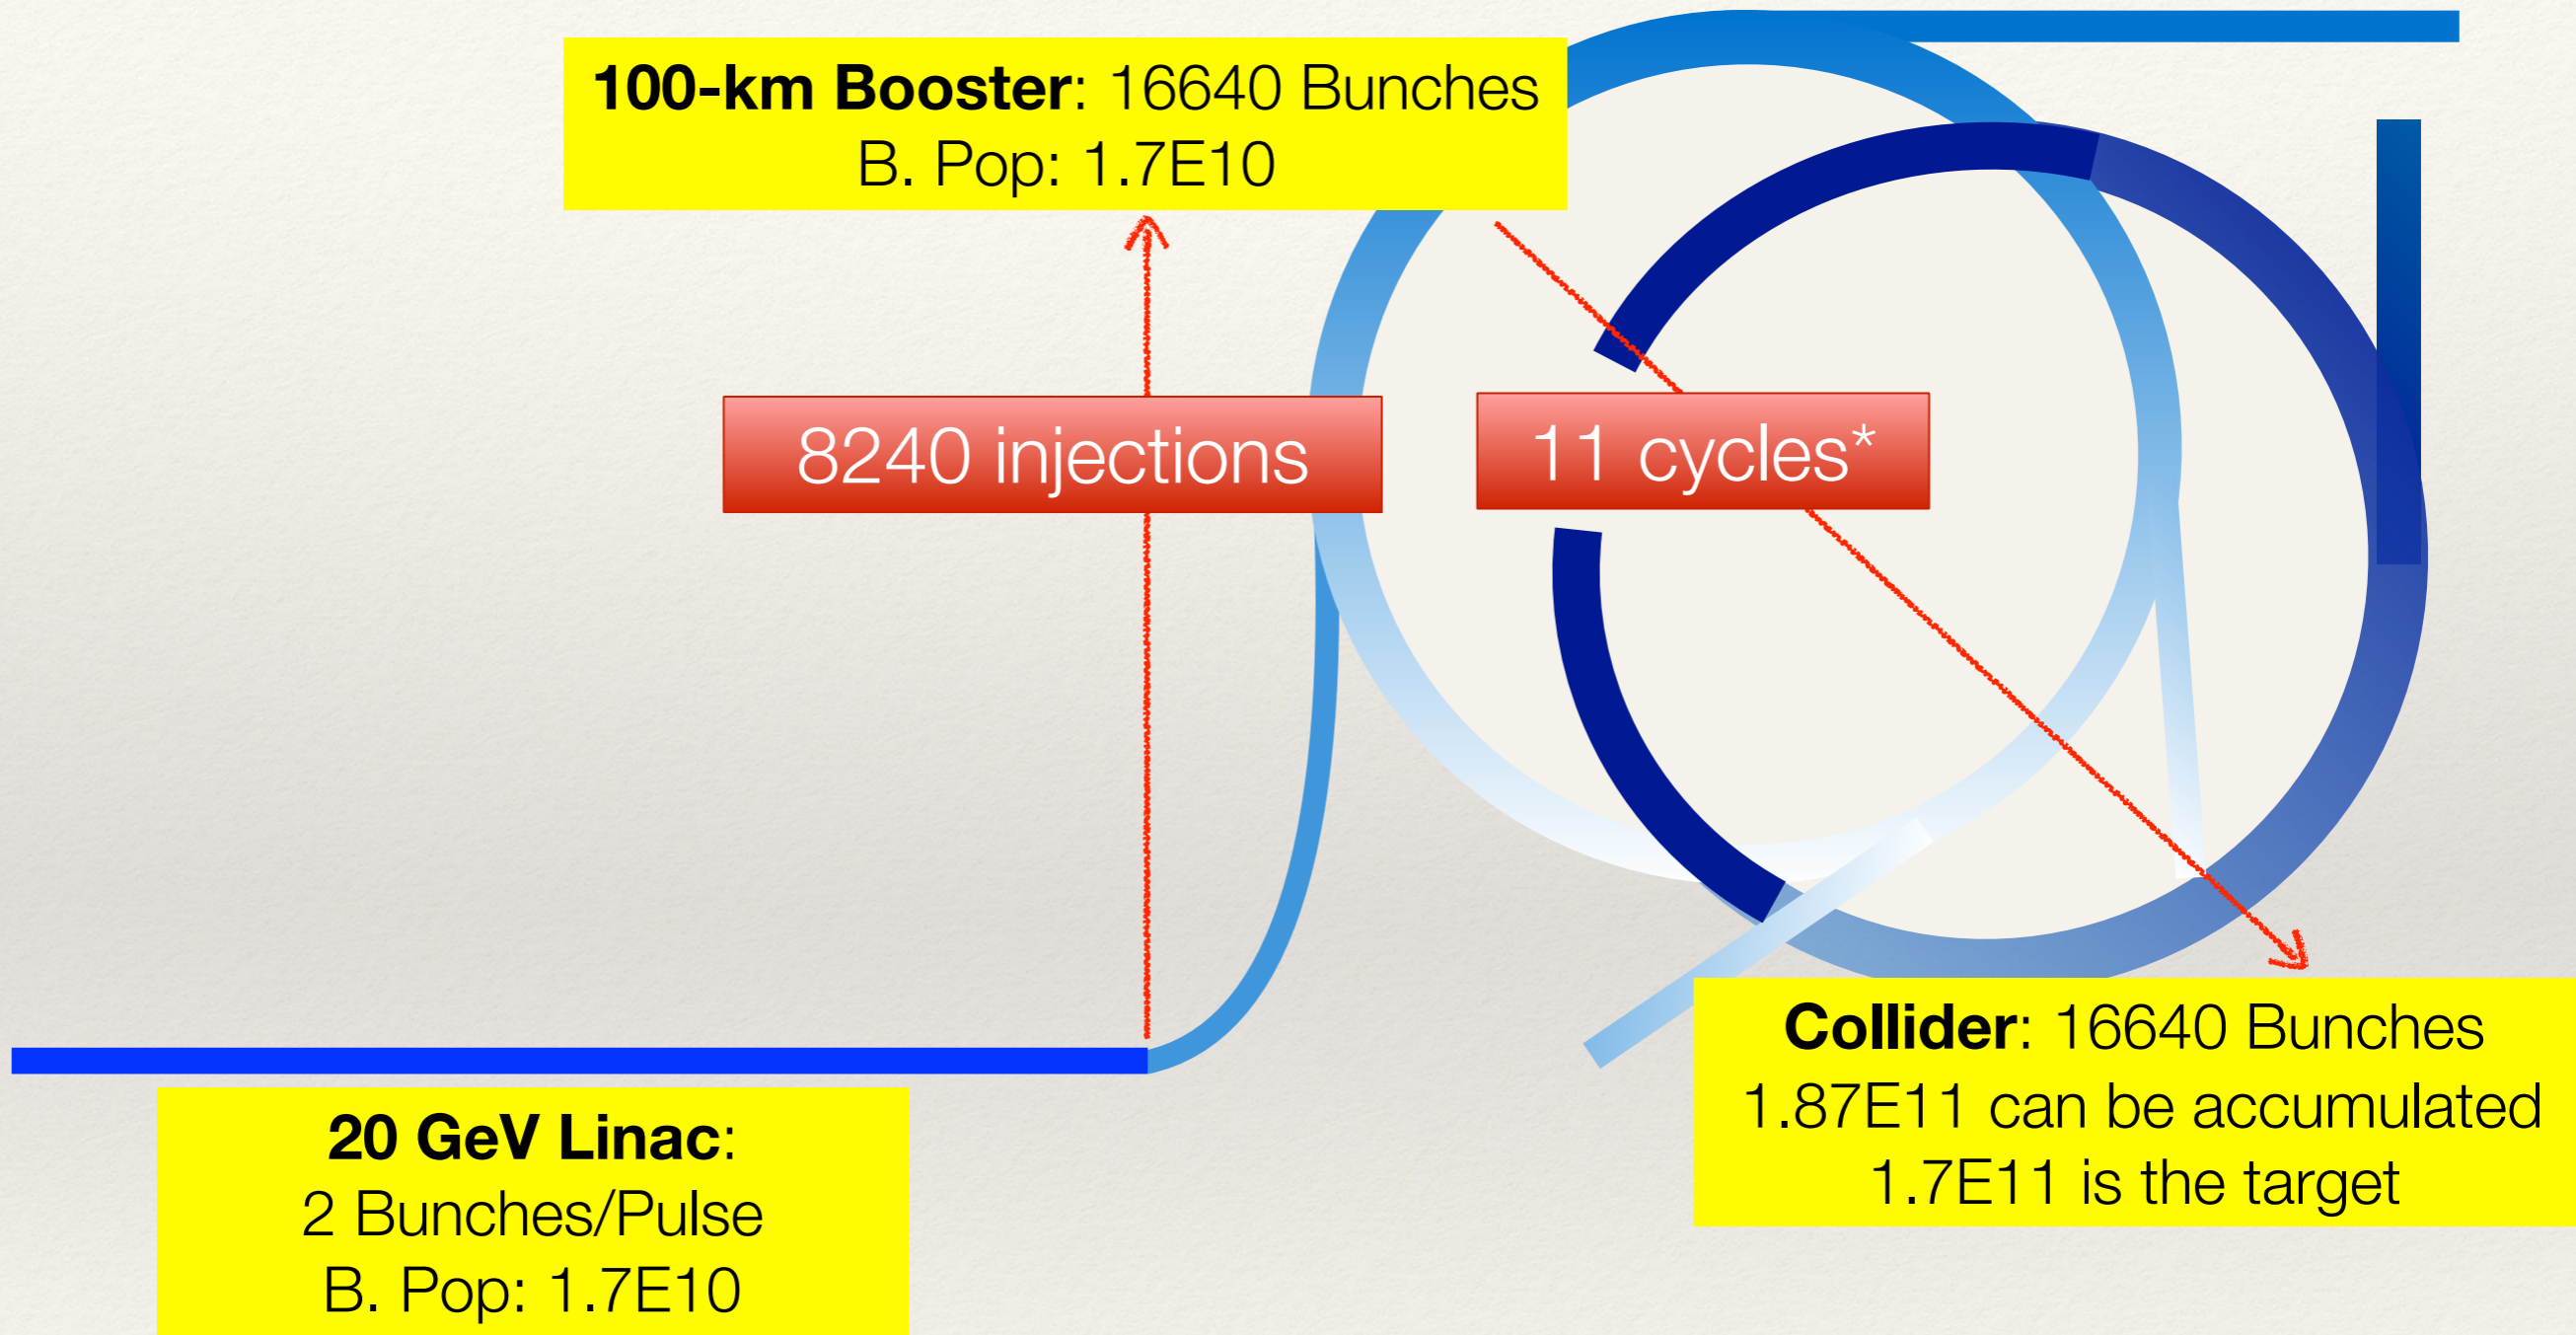 100-km Booster: 16640 Bunches
B. Pop: 1.7E10
8240 injections
11 cycles*
20 GeV Linac:
2 Bunches/Pulse
B. Pop: 1.7E10
Collider: 16640 Bunches
1.87E11 can be accumulated
1.7E11 is the target